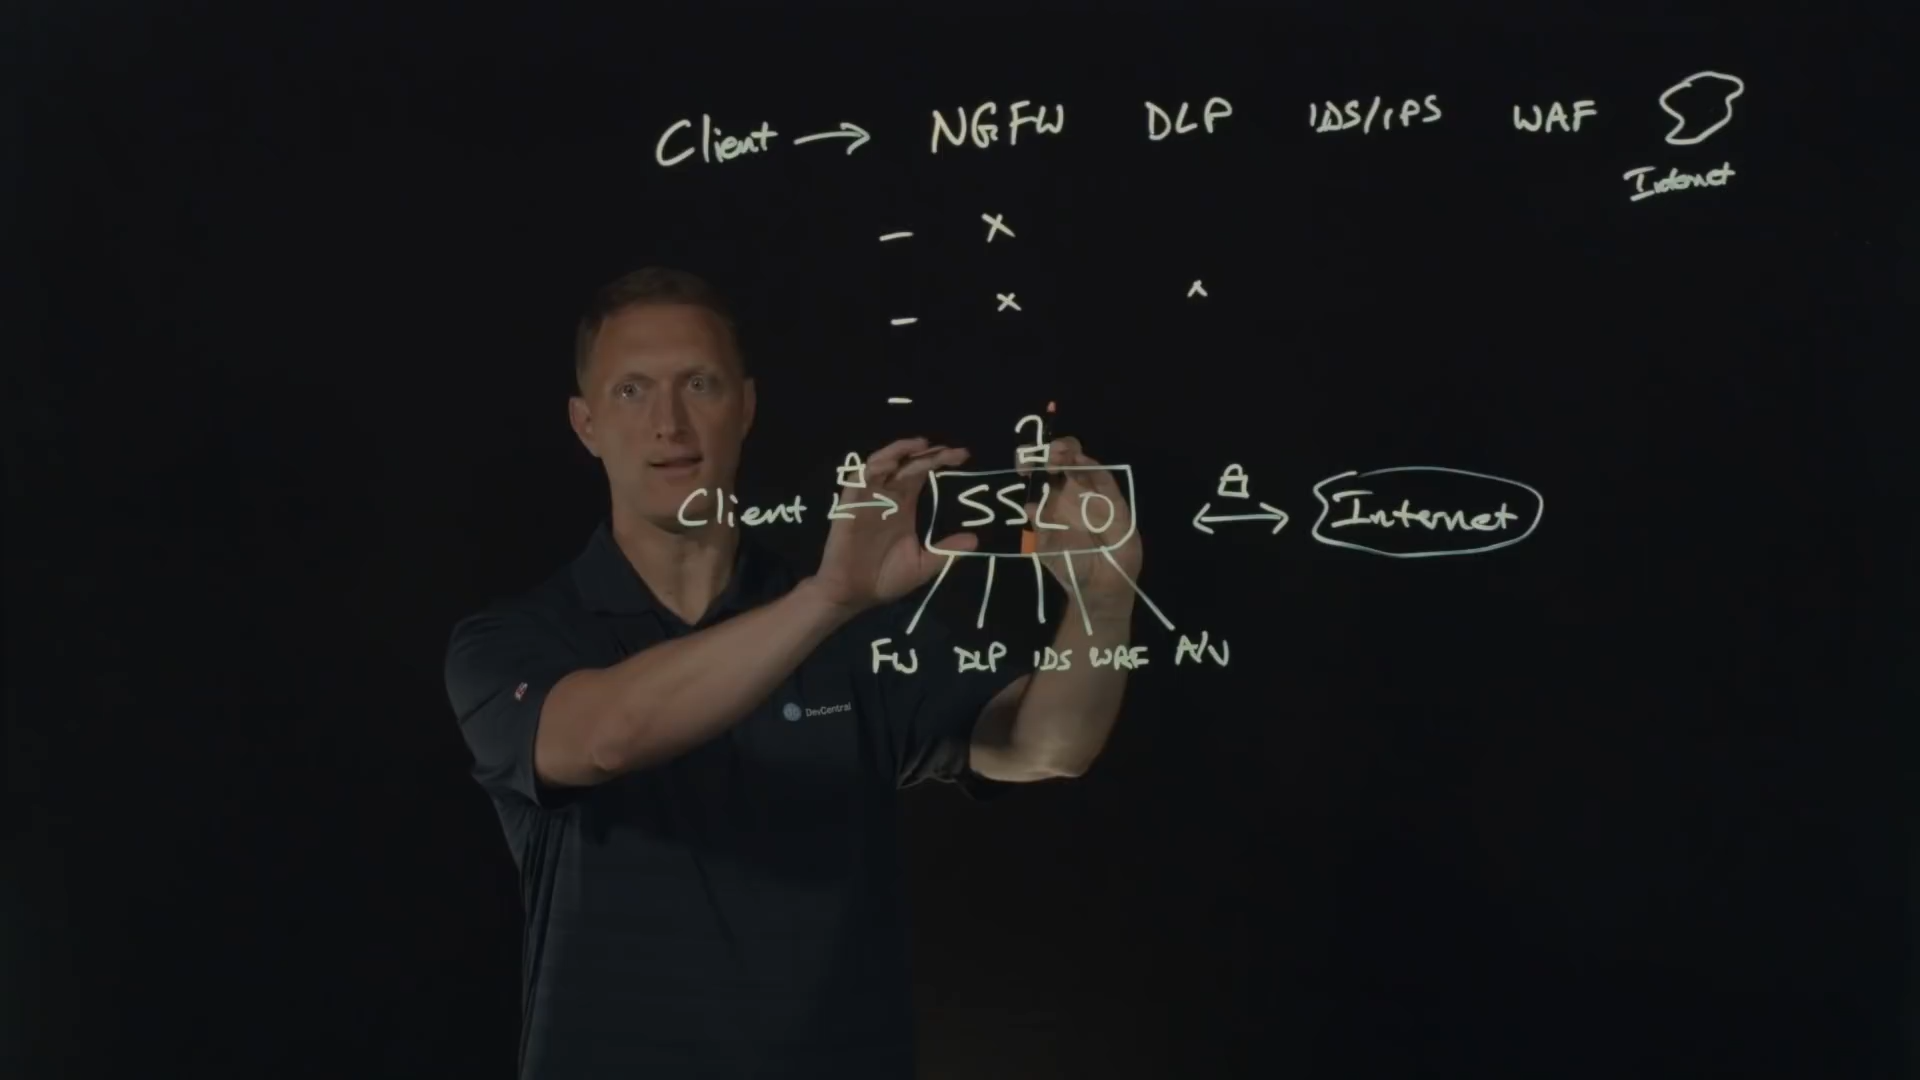 Client → NGFW DLP IDS/IPS WAF
Internet
- x
- x x
-
Client ↔ SSLO ↔ Internet
FW DLP IDS WAF A/V
DevCentral